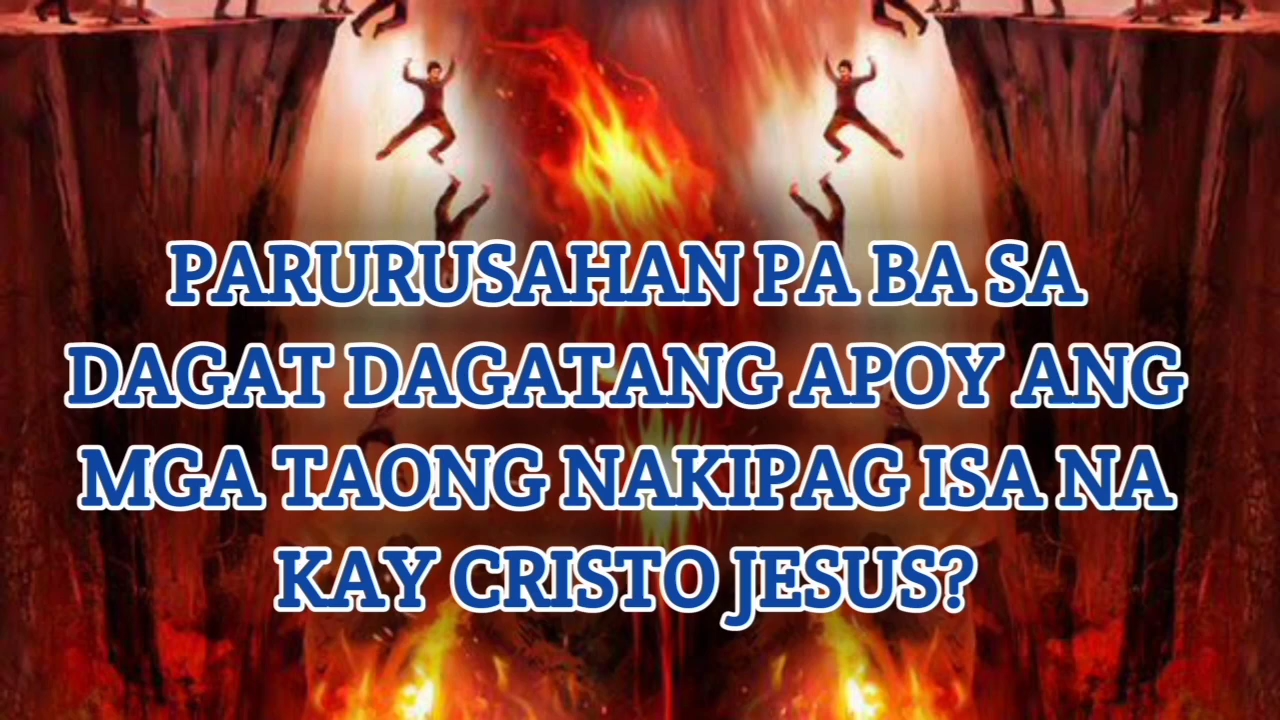 PARURUSAHAN PA BA SA
DAGAT DAGATANG APOY ANG
MGA TAONG NAKIPAG ISA NA
KAY CRISTO JESUS?